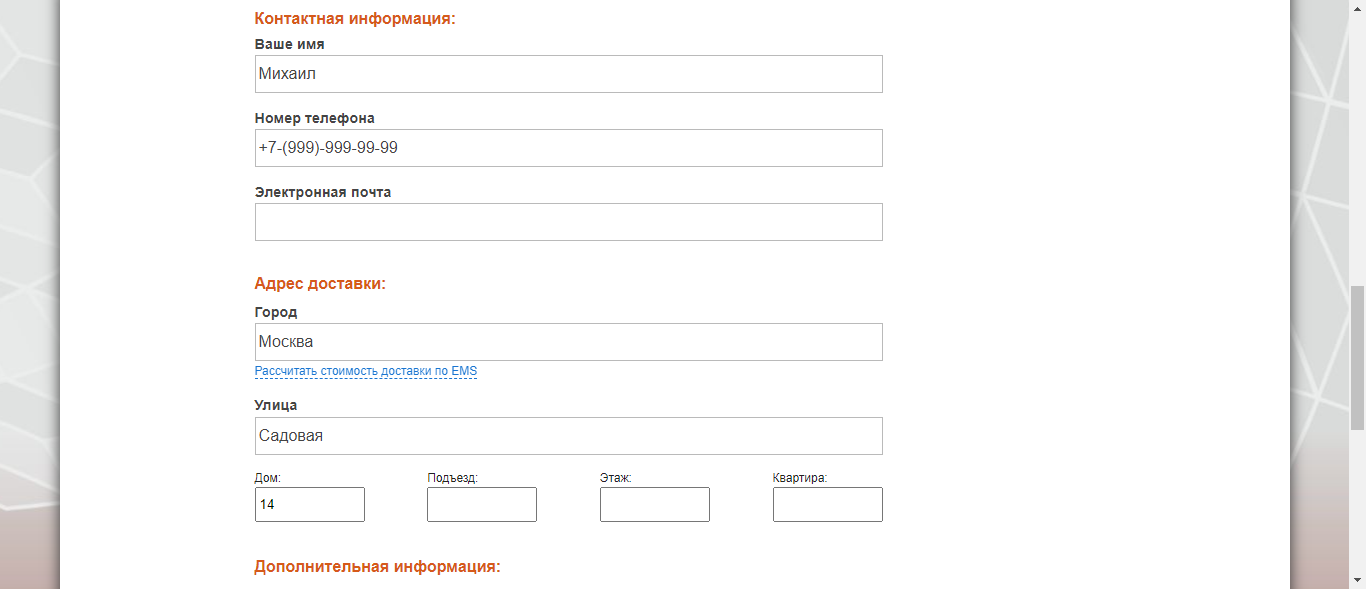 Контактная информация:
Ваше имя
Михаил
Номер телефона
+7-(999)-999-99-99
Электронная почта
Адрес доставки:
Город
Москва
Рассчитать стоимость доставки по EMS
Улица
Садовая
Дом: Подъезд: Этаж: Квартира:
14
Дополнительная информация: